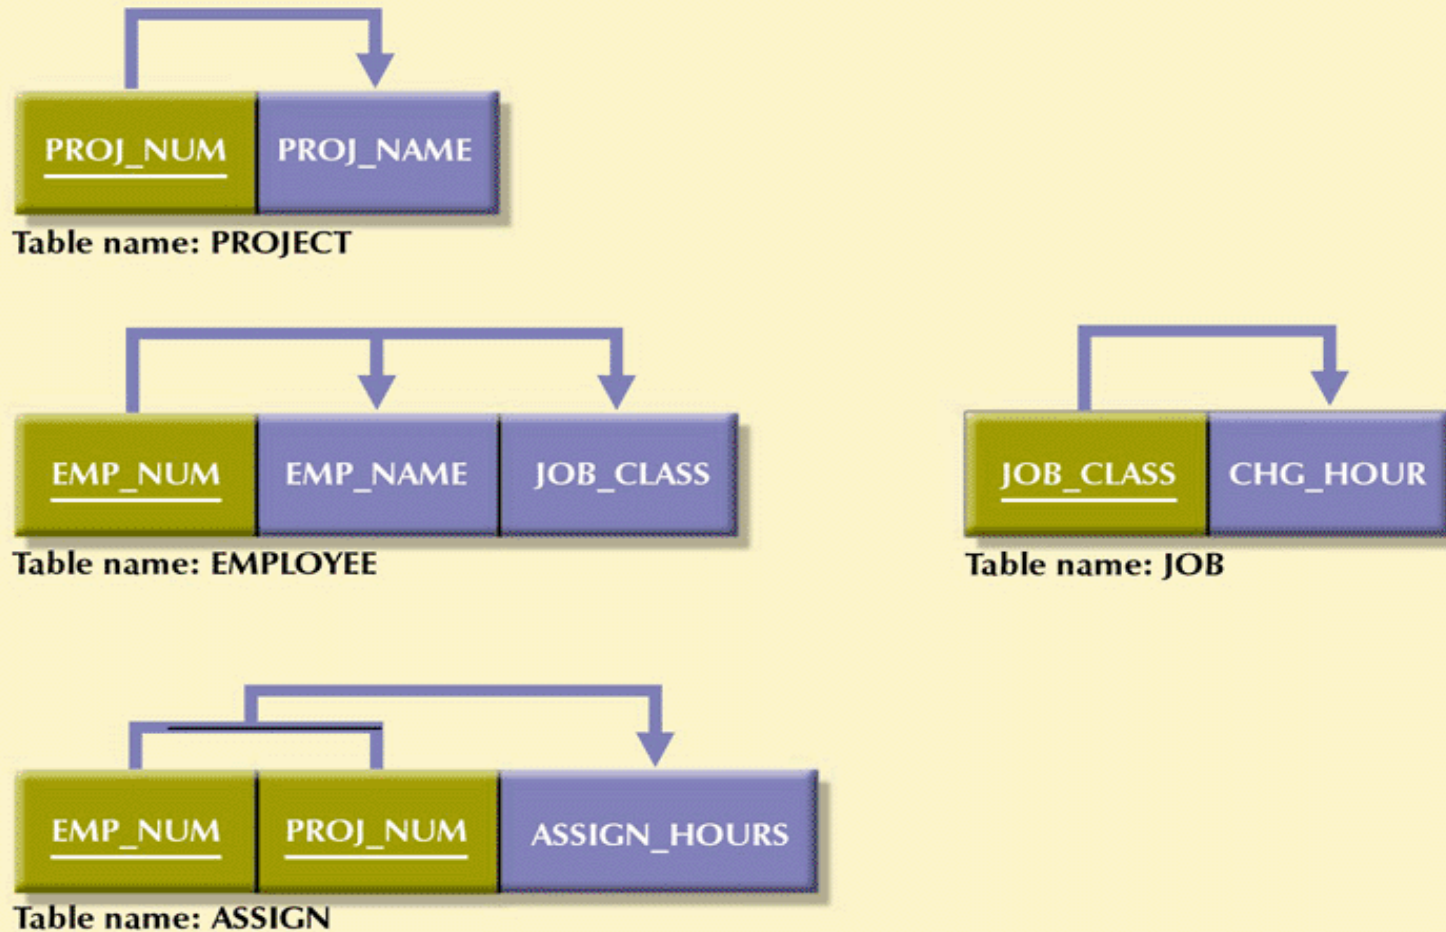 PROJ_NUM PROJ_NAME
Table name: PROJECT
EMP_NUM EMP_NAME JOB_CLASS
Table name: EMPLOYEE
JOB_CLASS CHG_HOUR
Table name: JOB
EMP_NUM PROJ_NUM ASSIGN_HOURS
Table name: ASSIGN